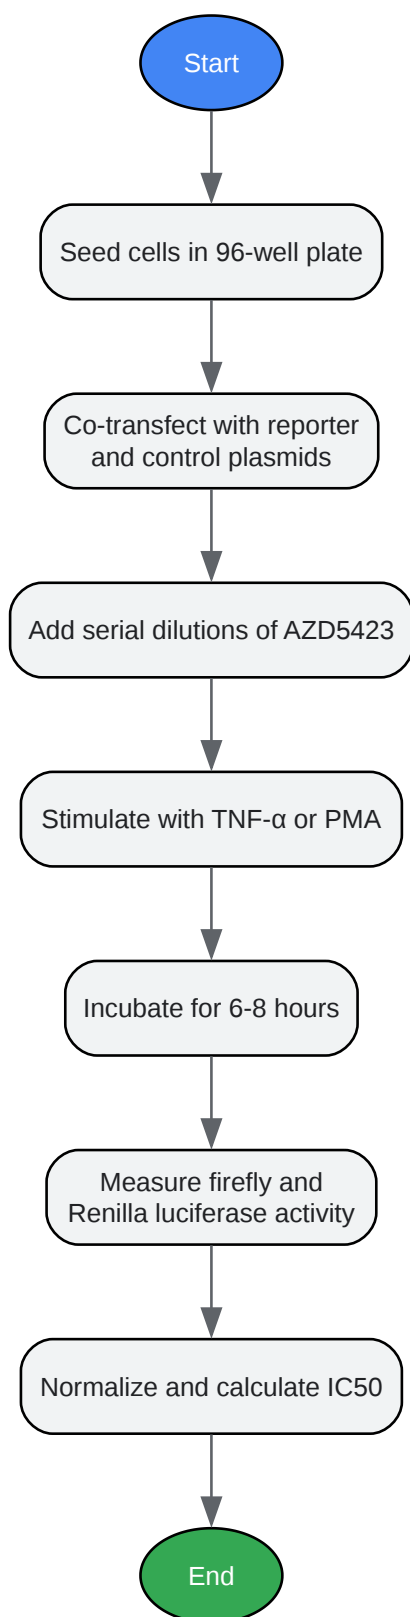 Start
Seed cells in 96-well plate
Co-transfect with reporter
and control plasmids
Add serial dilutions of AZD5423
Stimulate with TNF-α or PMA
Incubate for 6-8 hours
Measure firefly and
Renilla luciferase activity
Normalize and calculate IC50
End